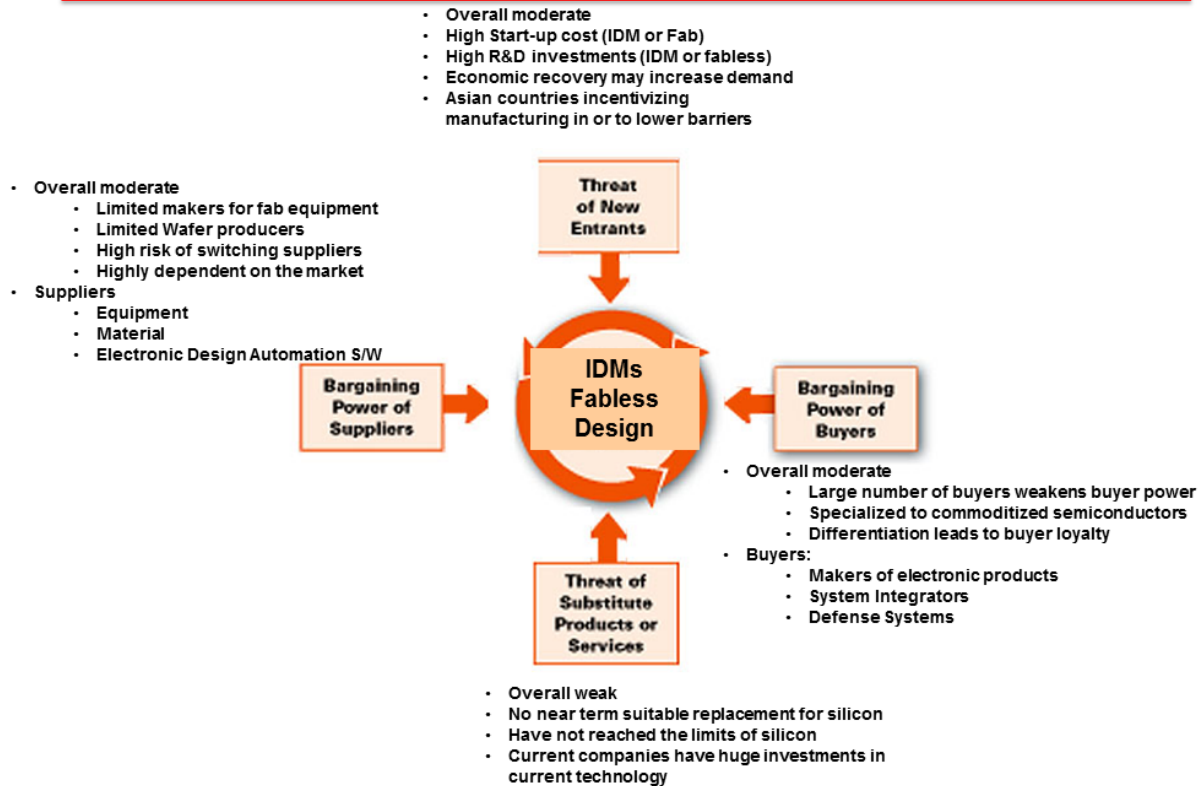 • Overall moderate
• High Start-up cost (IDM or Fab)
• High R&D investments (IDM or fabless)
• Economic recovery may increase demand
• Asian countries incentivizing
manufacturing in or to lower barriers
Threat
of New
Entrants
• Overall moderate
• Limited makers for fab equipment
• Limited Wafer producers
• High risk of switching suppliers
• Highly dependent on the market
• Suppliers
• Equipment
• Material
• Electronic Design Automation S/W
Bargaining
Power of
Suppliers
IDMs
Fabless
Design
Bargaining
Power of
Buyers
• Overall moderate
• Large number of buyers weakens buyer power
• Specialized to commoditized semiconductors
• Differentiation leads to buyer loyalty
• Buyers:
• Makers of electronic products
• System Integrators
• Defense Systems
Threat of
Substitute
Products or
Services
• Overall weak
• No near term suitable replacement for silicon
• Have not reached the limits of silicon
• Current companies have huge investments in
current technology